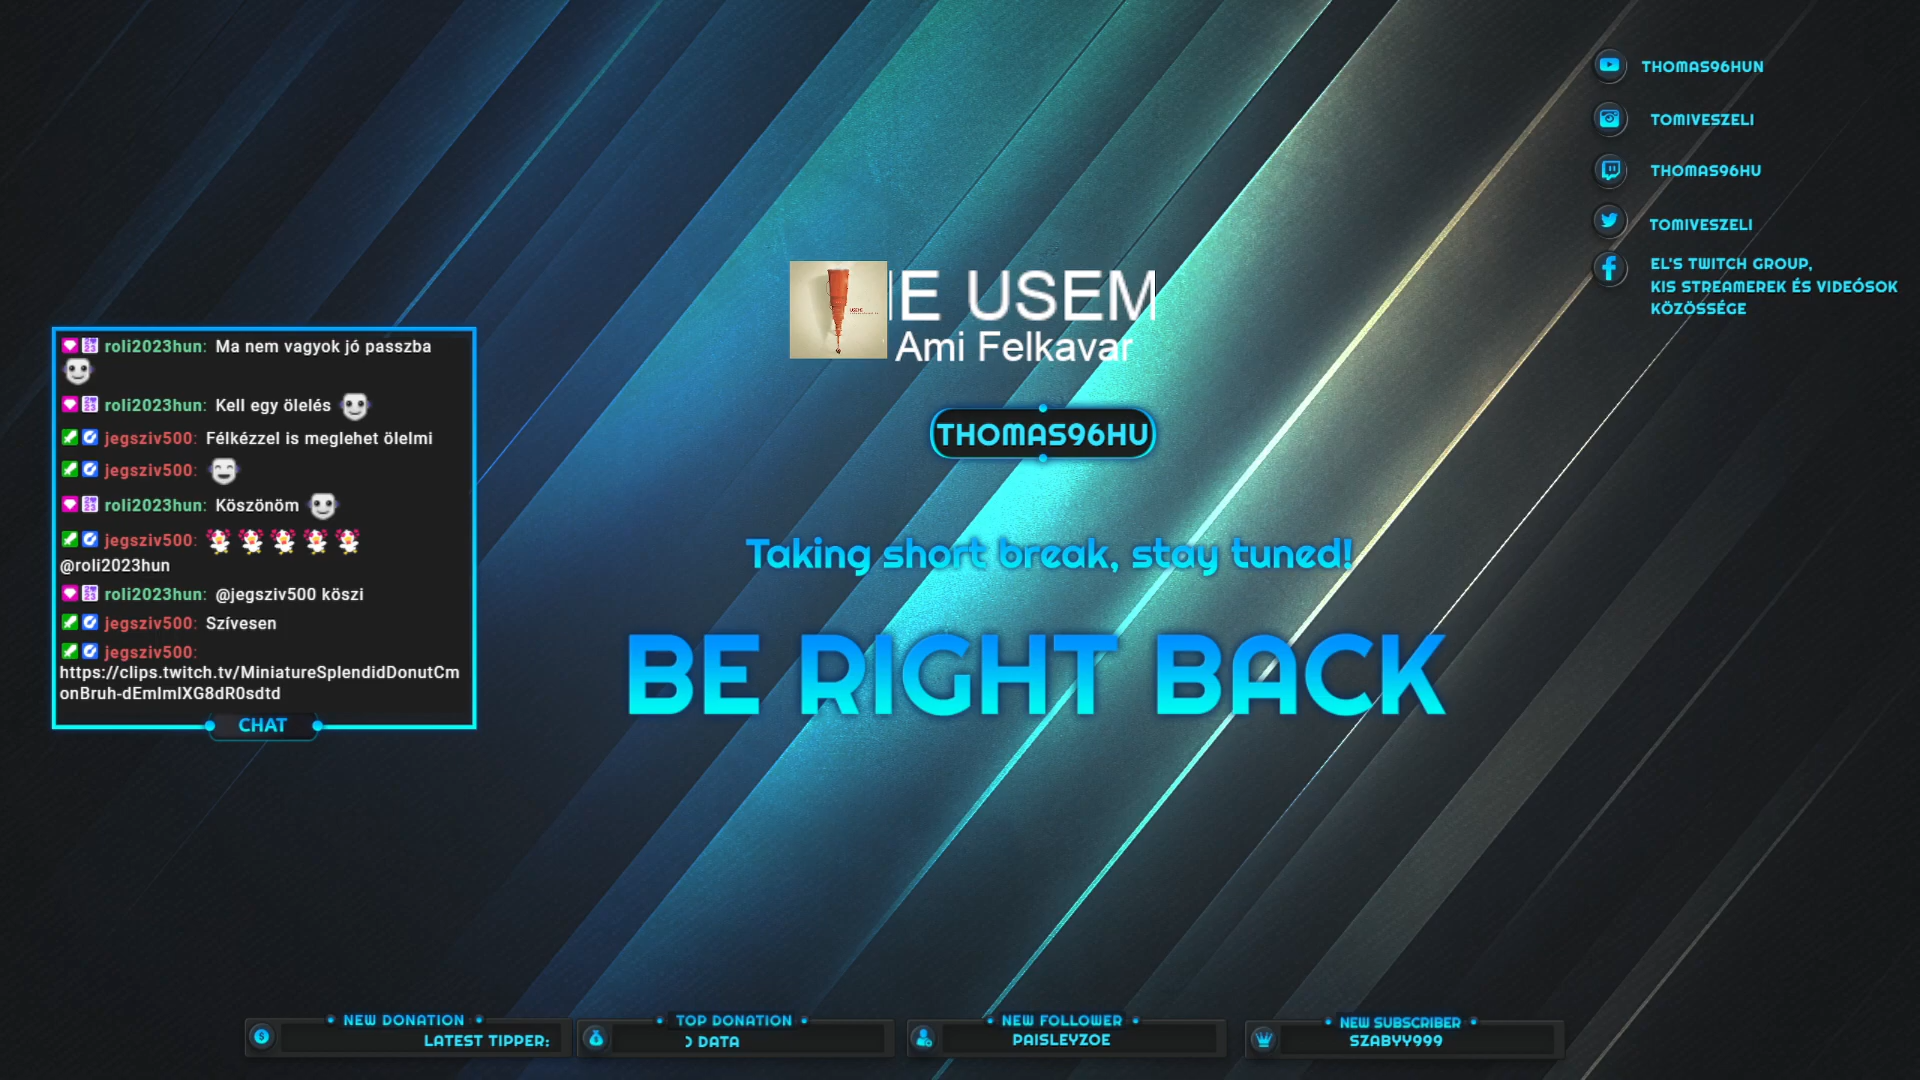 THOMAS96HUN
TOMIVESZELI
THOMAS96HU
TOMIVESZELI
EL'S TWITCH GROUP,
KIS STREAMEREK ÉS VIDEÓSOK
KÖZÖSSÉGE
E USEM
Ami Felkavar
THOMAS96HU
Taking short break, stay tuned!
BE RIGHT BACK
roli2023hun: Ma nem vagyok jó passzba
roli2023hun: Kell egy ölelés
jegsziv500: Félkézzel is meglehet ölelmi
jegsziv500:
roli2023hun: Köszönöm
jegsziv500:
@roli2023hun
roli2023hun: @jegsziv500 köszi
jegsziv500: Szívesen
jegsziv500:
https://clips.twitch.tv/MiniatureSplendidDonutCm
onBruh-dEmImIXG8dR0sdtd
CHAT
NEW DONATION
LATEST TIPPER:
TOP DONATION
DATA
NEW FOLLOWER
PAISLEYZOE
NEW SUBSCRIBER
SZABYY999